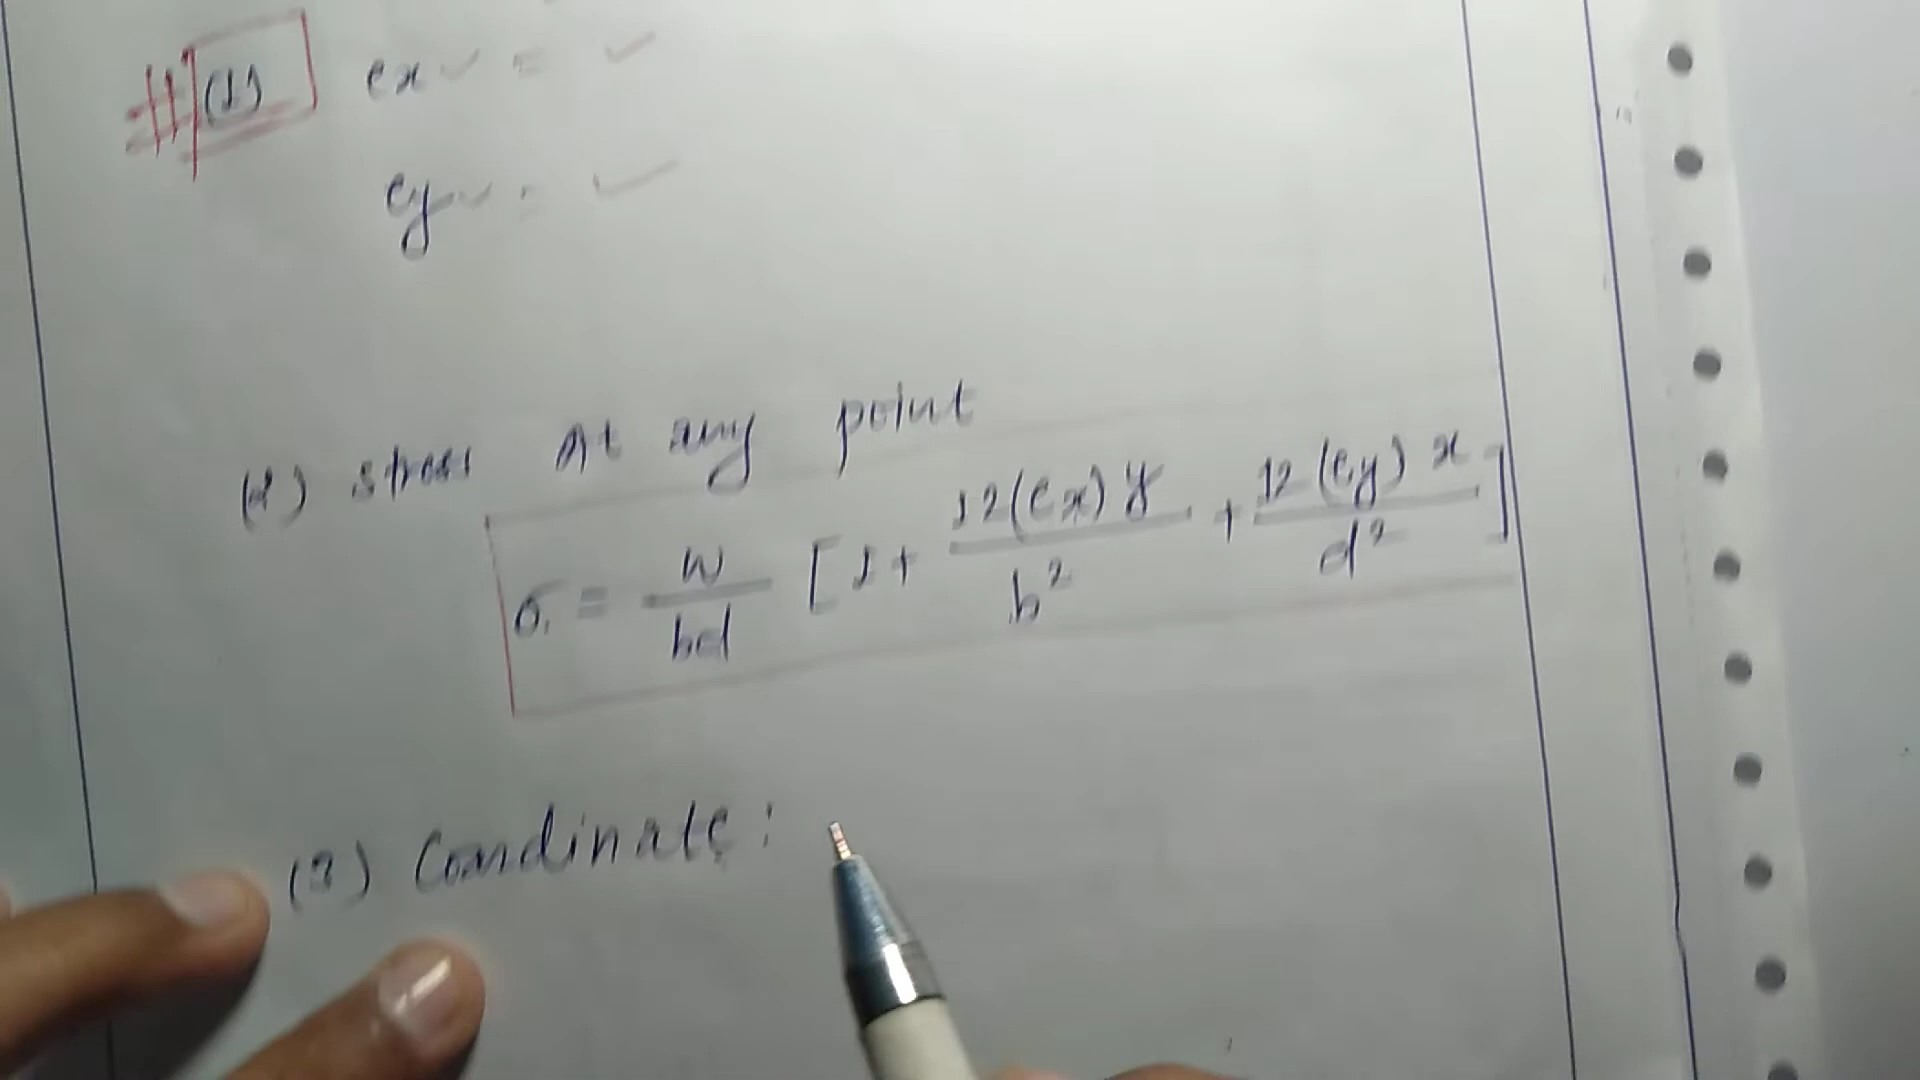 # (1) ex ✓ = ✓
ey ✓ = ✓
(2) stress At any point
σ = W/bd [1 + 12(ex) y/b² + 12(ey) x/d²]
(3) Coordinate: